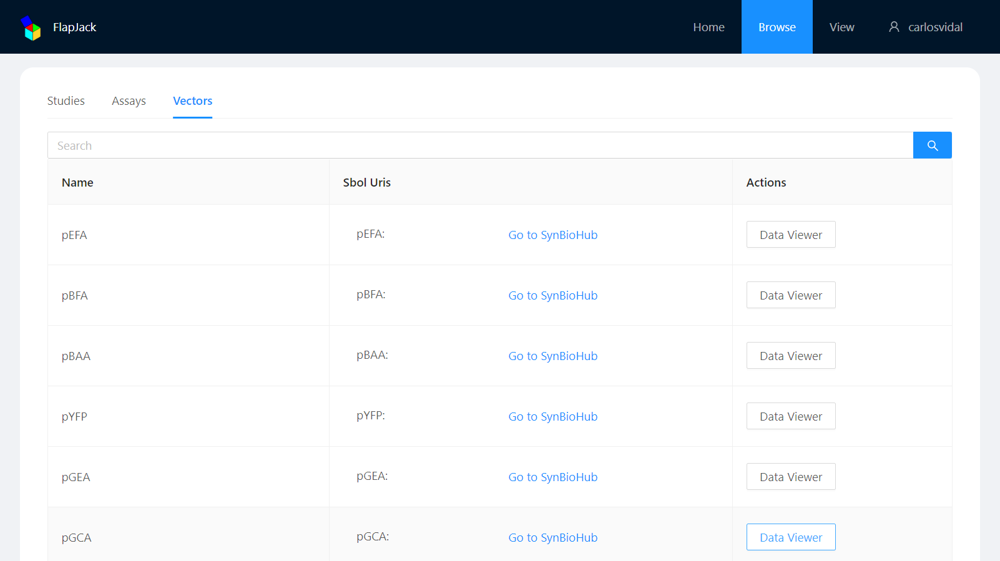 FlapJack Home Browse View carlosvidal
Studies Assays Vectors
Search
Name Sbol Uris Actions
pEFA pEFA: Go to SynBioHub Data Viewer
pBFA pBFA: Go to SynBioHub Data Viewer
pBAA pBAA: Go to SynBioHub Data Viewer
pYFP pYFP: Go to SynBioHub Data Viewer
pGEA pGEA: Go to SynBioHub Data Viewer
pGCA pGCA: Go to SynBioHub Data Viewer